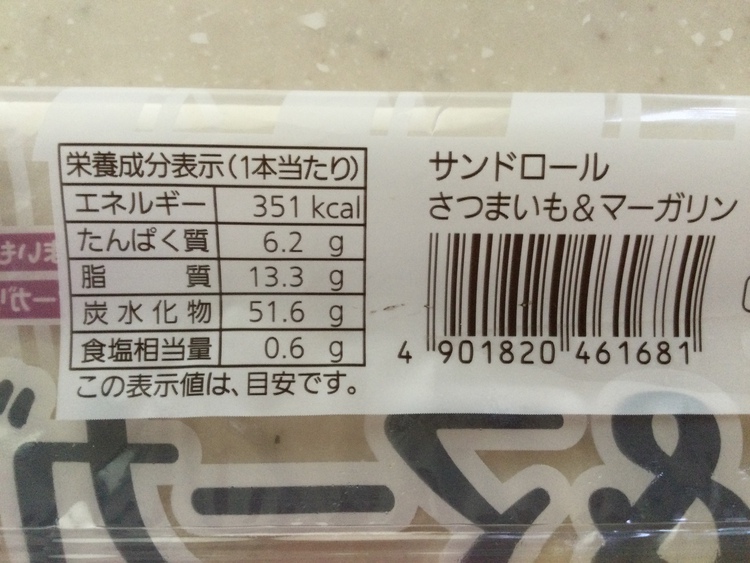 栄養成分表示(1本当たり)
エネルギー 351 kcal
たんぱく質 6.2 g
脂質 13.3 g
炭水化物 51.6 g
食塩相当量 0.6 g
この表示値は、目安です。
サンドロール
さつまいも&マーガリン
4 901820 461681